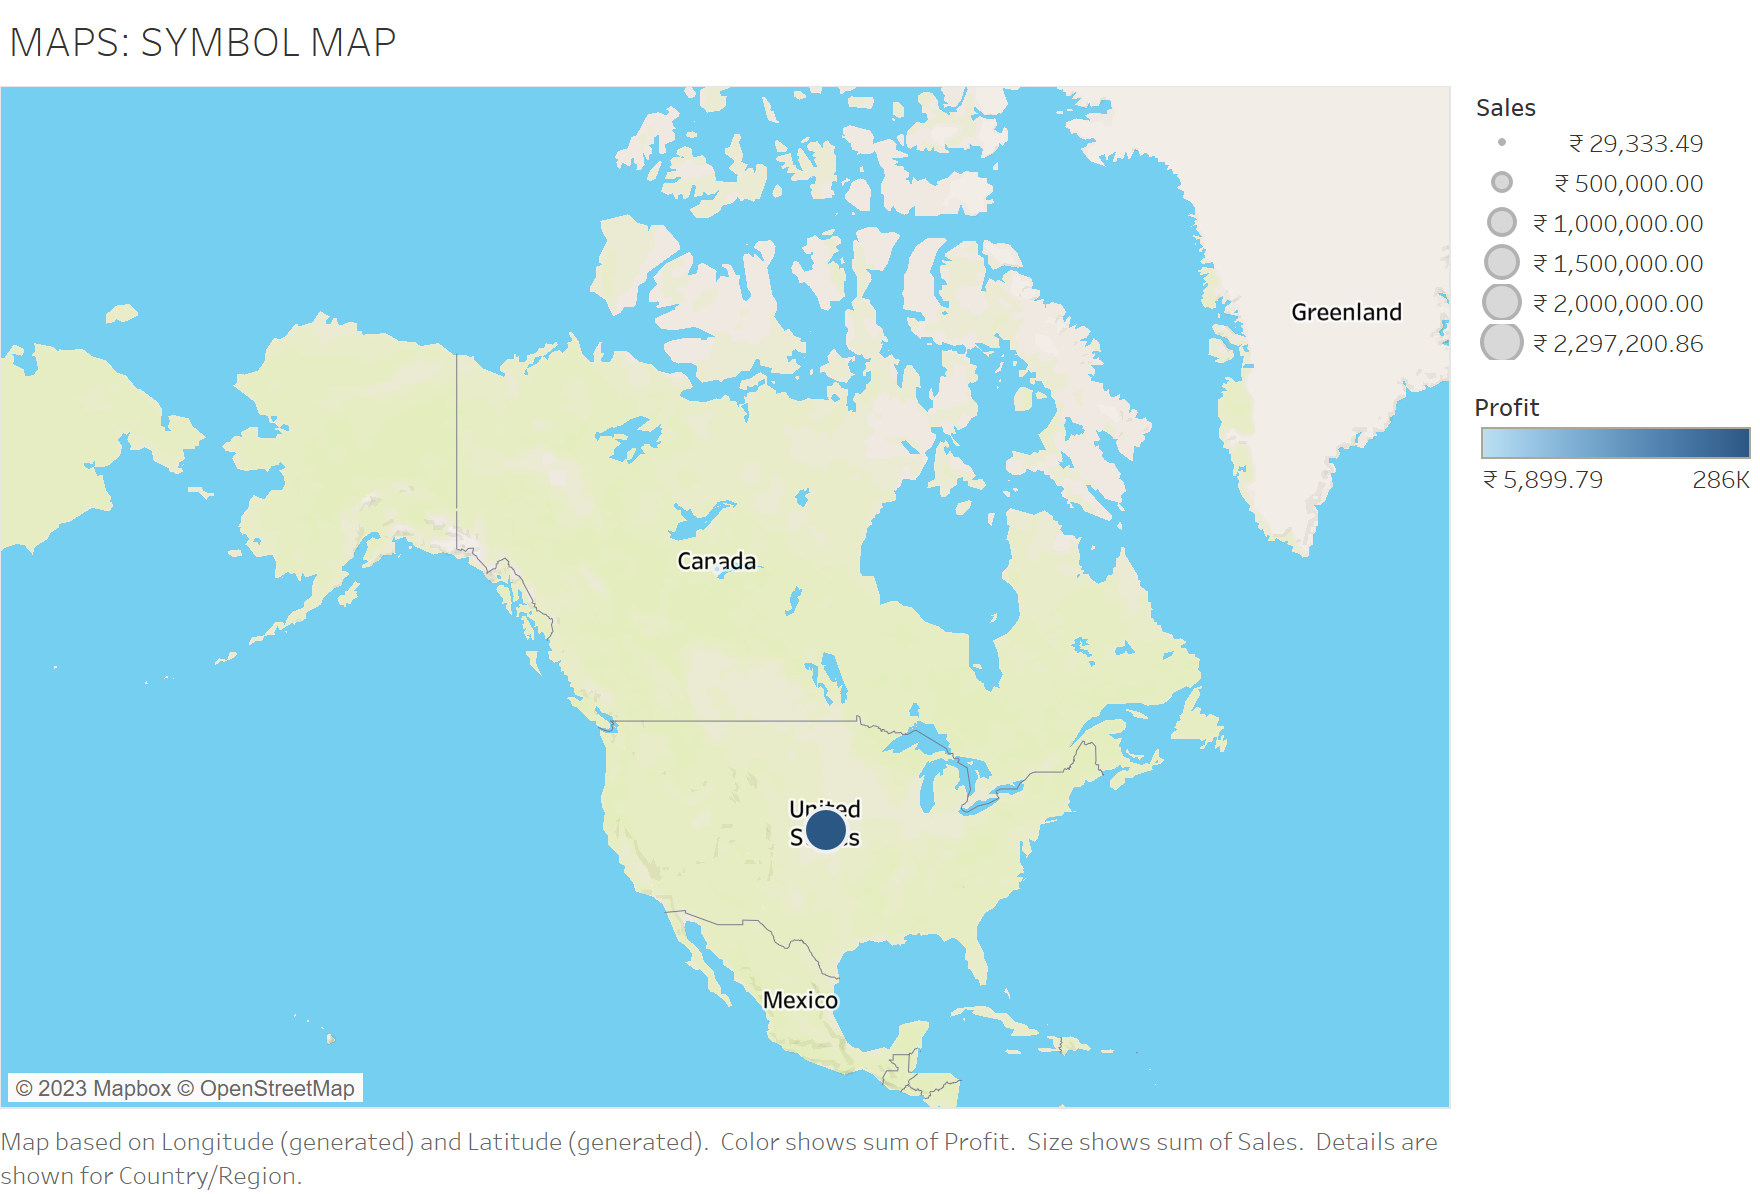 MAPS: SYMBOL MAP
Sales
₹ 29,333.49
₹ 500,000.00
₹ 1,000,000.00
₹ 1,500,000.00
₹ 2,000,000.00
₹ 2,297,200.86
Profit
₹ 5,899.79 286K
Greenland
Canada
United
Mexico
© 2023 Mapbox © OpenStreetMap
Map based on Longitude (generated) and Latitude (generated). Color shows sum of Profit. Size shows sum of Sales. Details are
shown for Country/Region.